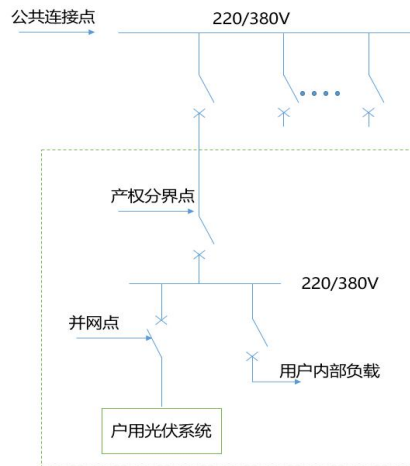 公共连接点
220/380V
产权分界点
220/380V
并网点
用户内部负载
户用光伏系统